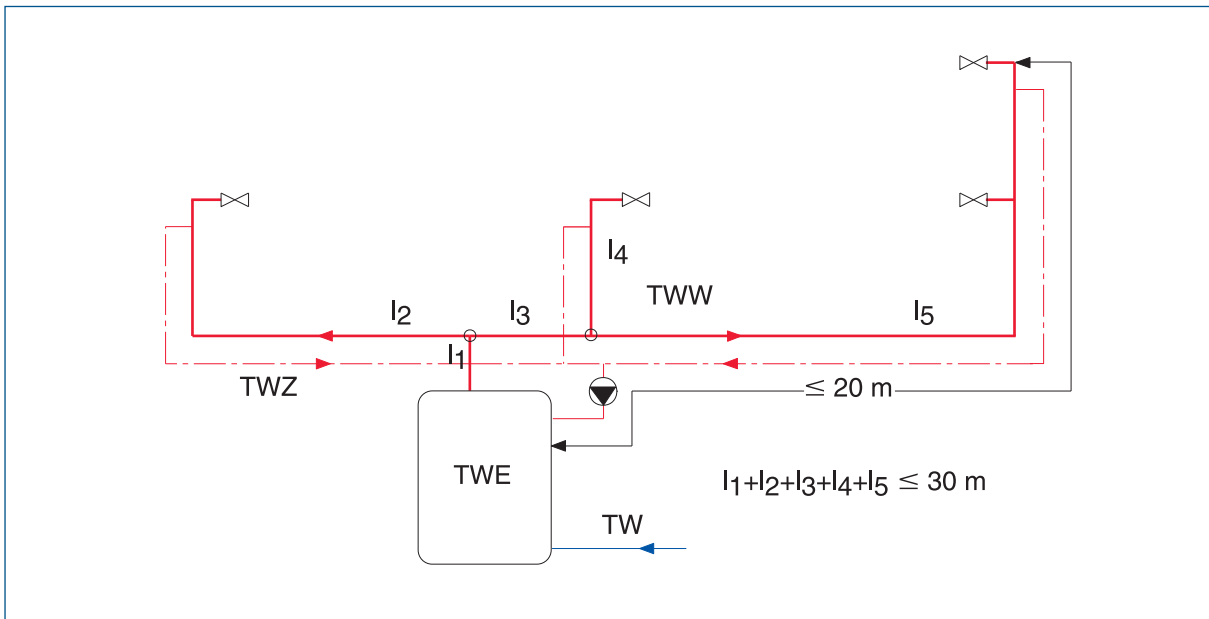 l4
TWW
l2
l3
l5
l1
TWZ
≤ 20 m
TWE
l1+l2+l3+l4+l5 ≤ 30 m
TW